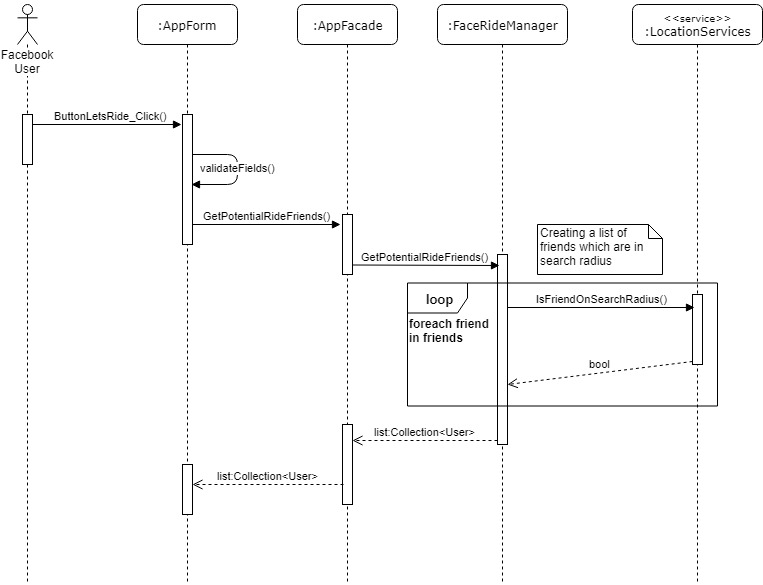 Facebook
User
:AppForm
:AppFacade
:FaceRideManager
<<service>>
:LocationServices
ButtonLetsRide_Click()
validateFields()
GetPotentialRideFriends()
GetPotentialRideFriends()
Creating a list of
friends which are in
search radius
loop
foreach friend
in friends
IsFriendOnSearchRadius()
bool
list:Collection<User>
list:Collection<User>